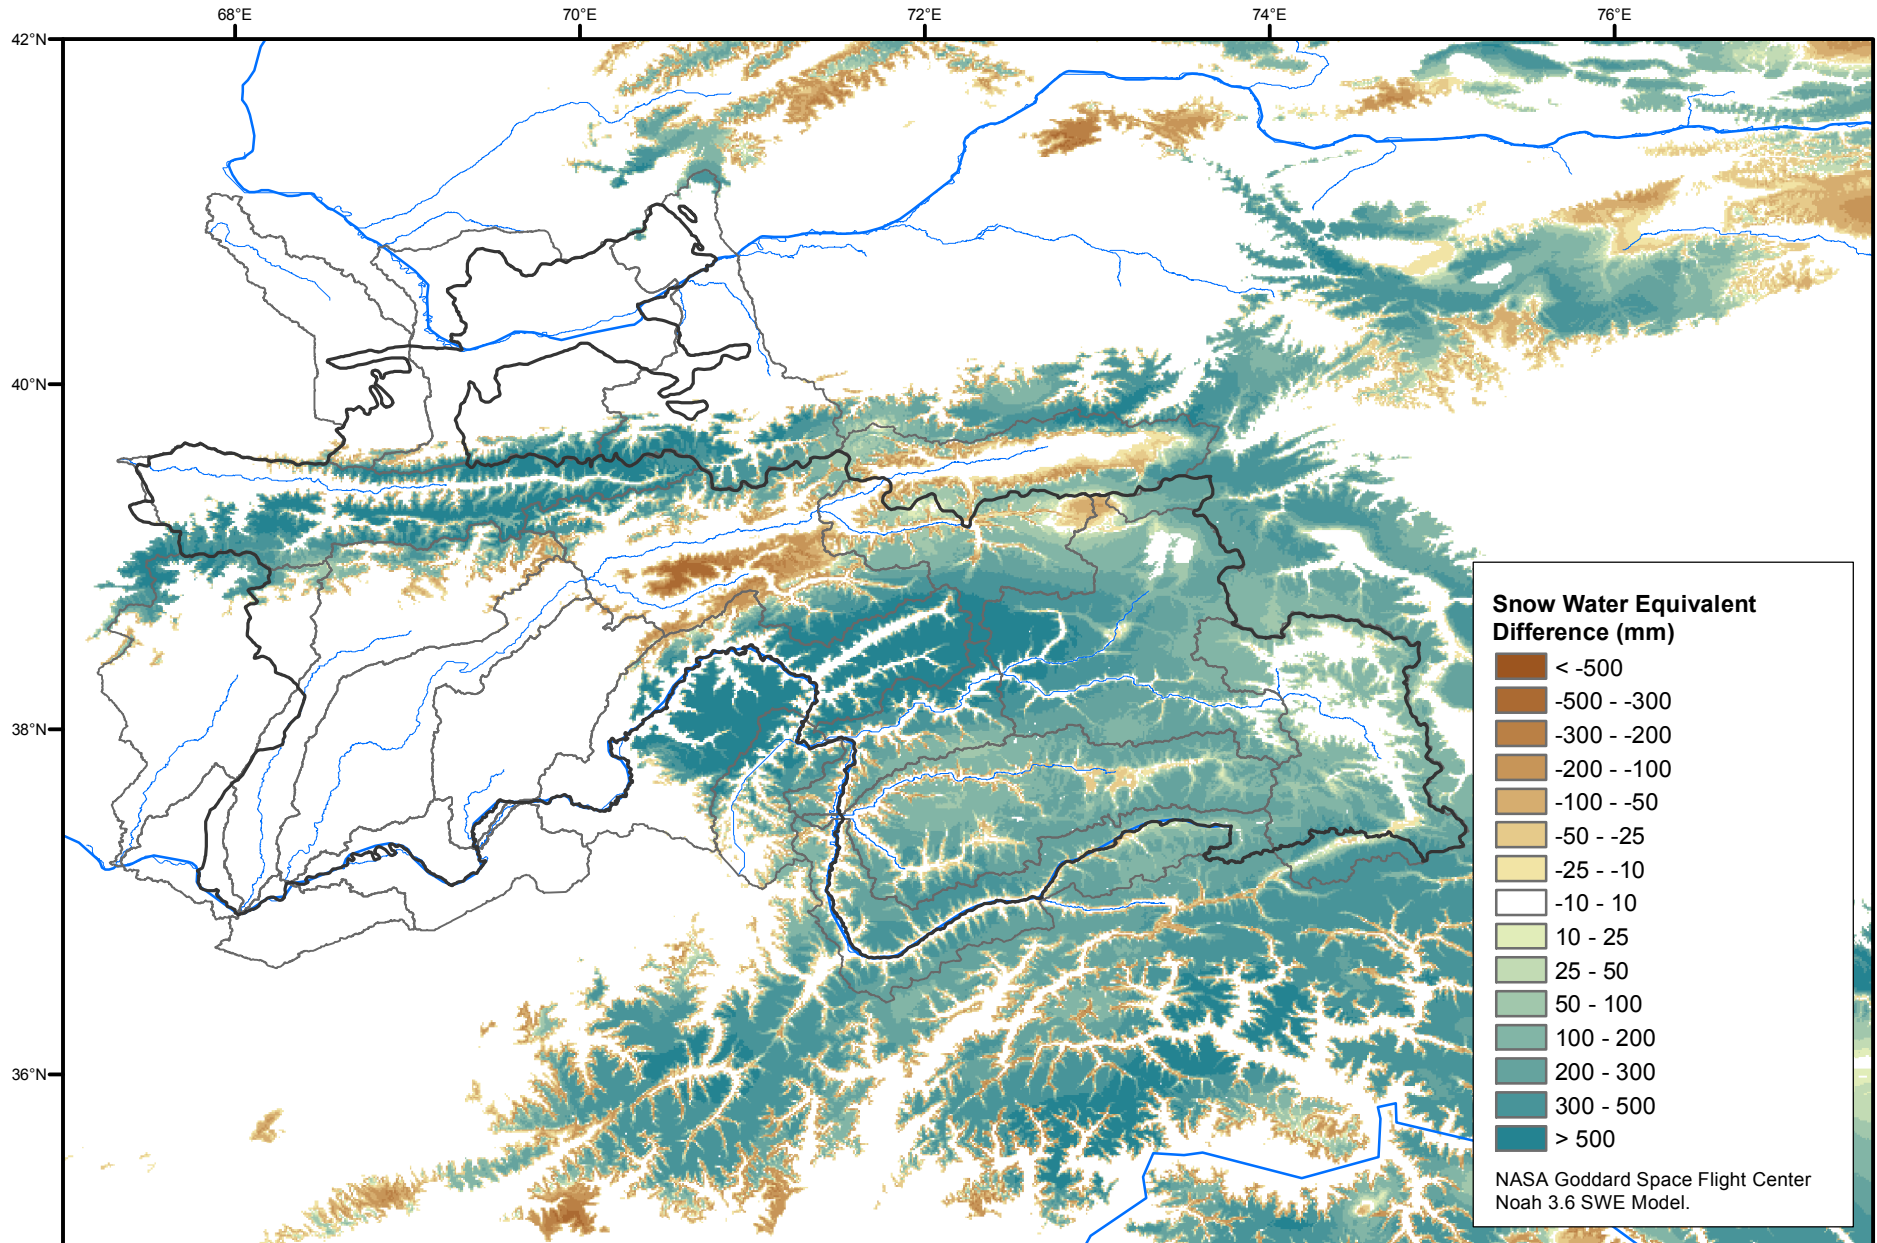 68°E 70°E 72°E 74°E 76°E
42°N
40°N
38°N
36°N
Snow Water Equivalent
Difference (mm)
< -500
-500 - -300
-300 - -200
-200 - -100
-100 - -50
-50 - -25
-25 - -10
-10 - 10
10 - 25
25 - 50
50 - 100
100 - 200
200 - 300
300 - 500
> 500
NASA Goddard Space Flight Center
Noah 3.6 SWE Model.